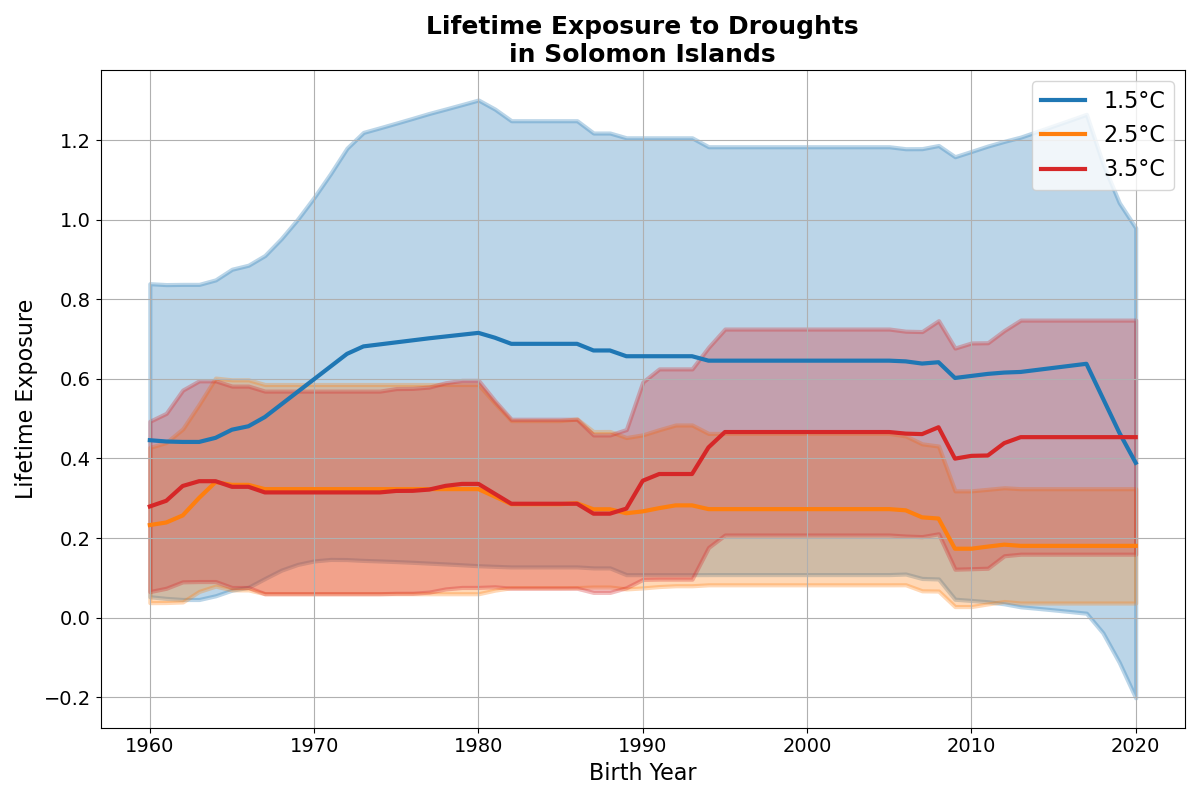 Lifetime Exposure to Droughts
in Solomon Islands
1.5°C
2.5°C
3.5°C
Lifetime Exposure
1.2
1.0
0.8
0.6
0.4
0.2
0.0
−0.2
1960 1970 1980 1990 2000 2010 2020
Birth Year